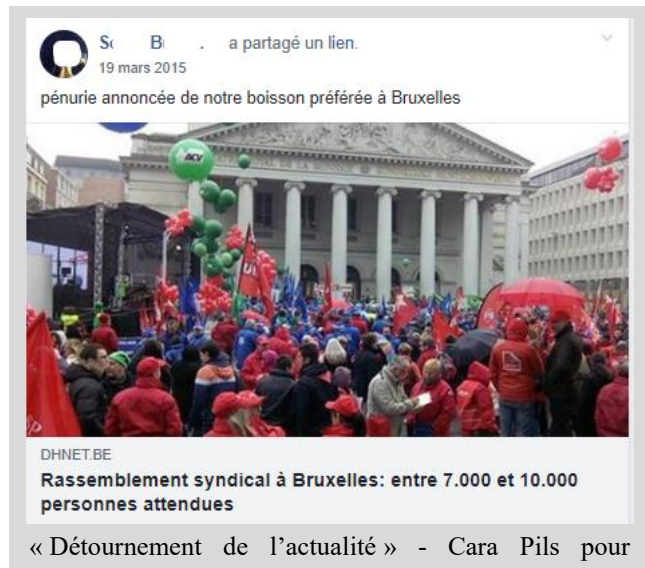 a partagé un lien.
19 mars 2015
pénurie annoncée de notre boisson préférée à Bruxelles
ACV
DHNET.BE
Rassemblement syndical à Bruxelles: entre 7.000 et 10.000
personnes attendues
« Détournement de l’actualité » - Cara Pils pour